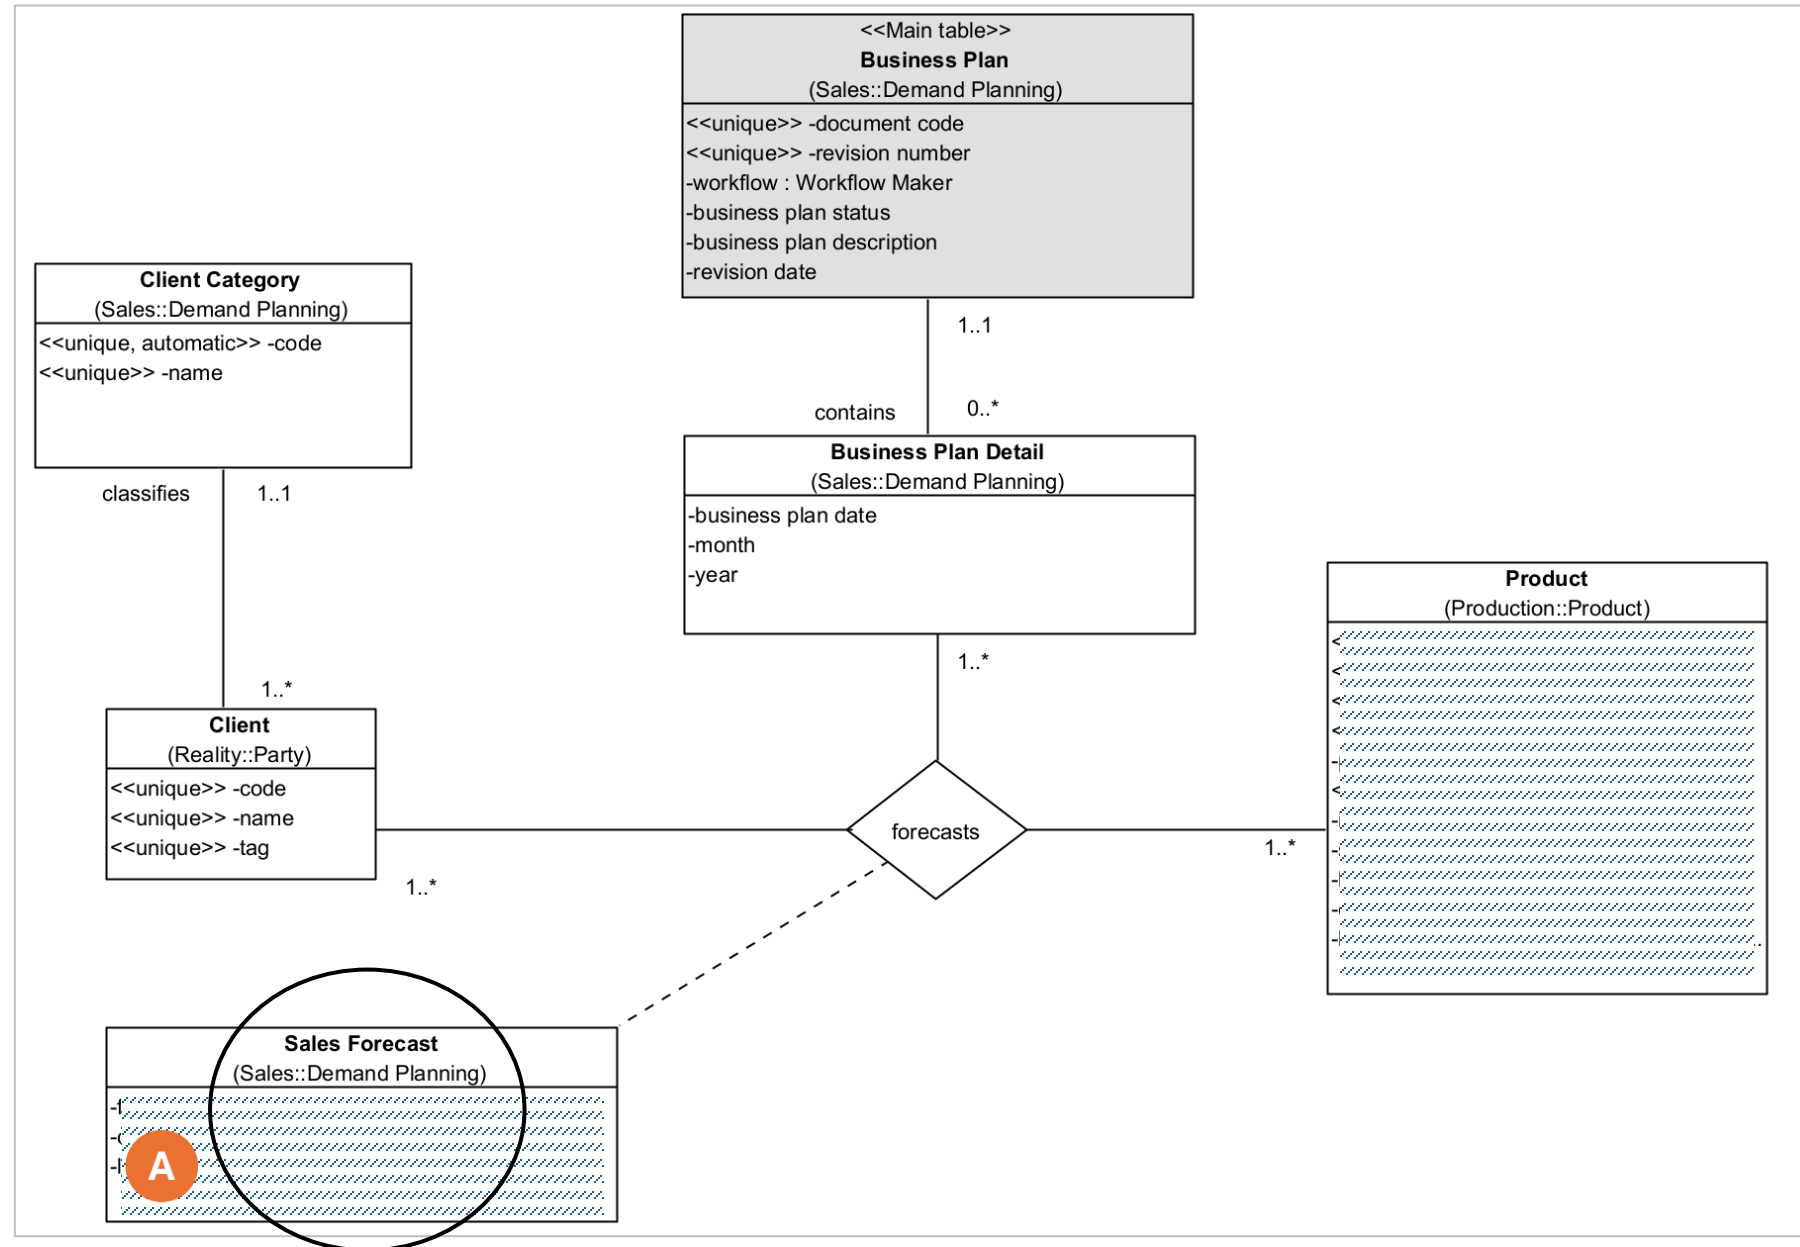 <<Main table>>
Business Plan
(Sales::Demand Planning)
<<unique>> -document code
<<unique>> -revision number
-workflow : Workflow Maker
-business plan status
-business plan description
-revision date
1..1
contains
0..*
Client Category
(Sales::Demand Planning)
<<unique, automatic>> -code
<<unique>> -name
classifies
1..1
1..*
Business Plan Detail
(Sales::Demand Planning)
-business plan date
-month
-year
1..*
Client
(Reality::Party)
<<unique>> -code
<<unique>> -name
<<unique>> -tag
1..*
forecasts
1..*
Product
(Production::Product)
Sales Forecast
(Sales::Demand Planning)
A